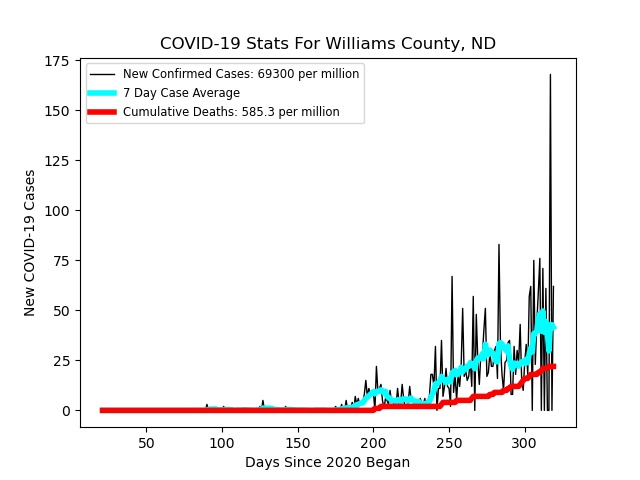 COVID-19 Stats For Williams County, ND
New Confirmed Cases: 69300 per million
7 Day Case Average
Cumulative Deaths: 585.3 per million
New COVID-19 Cases
175
150
125
100
75
50
25
0
50 100 150 200 250 300
Days Since 2020 Began